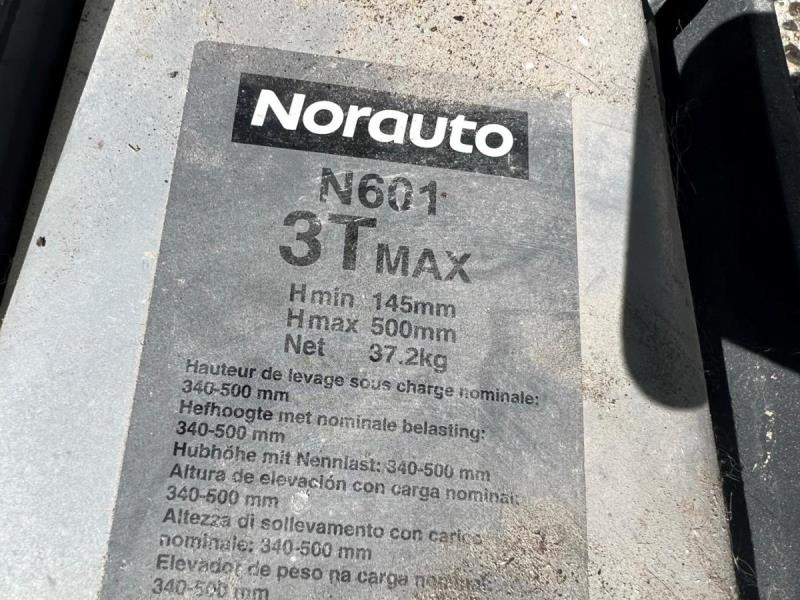 Norauto
N601
3T MAX
Hmin 145mm
Hmax 500mm
Net 37.2kg
Hauteur de levage sous charge nominale:
340-500 mm
Hefhoogte met nominale belasting:
340-500 mm
Hubhöhe mit Nennlast: 340-500 mm
Altura de elevación con carga nominal:
340-500 mm
Altezza di sollevamento con carico
nominale: 340-500 mm
Elevador de peso na carga nominal:
340-500 mm